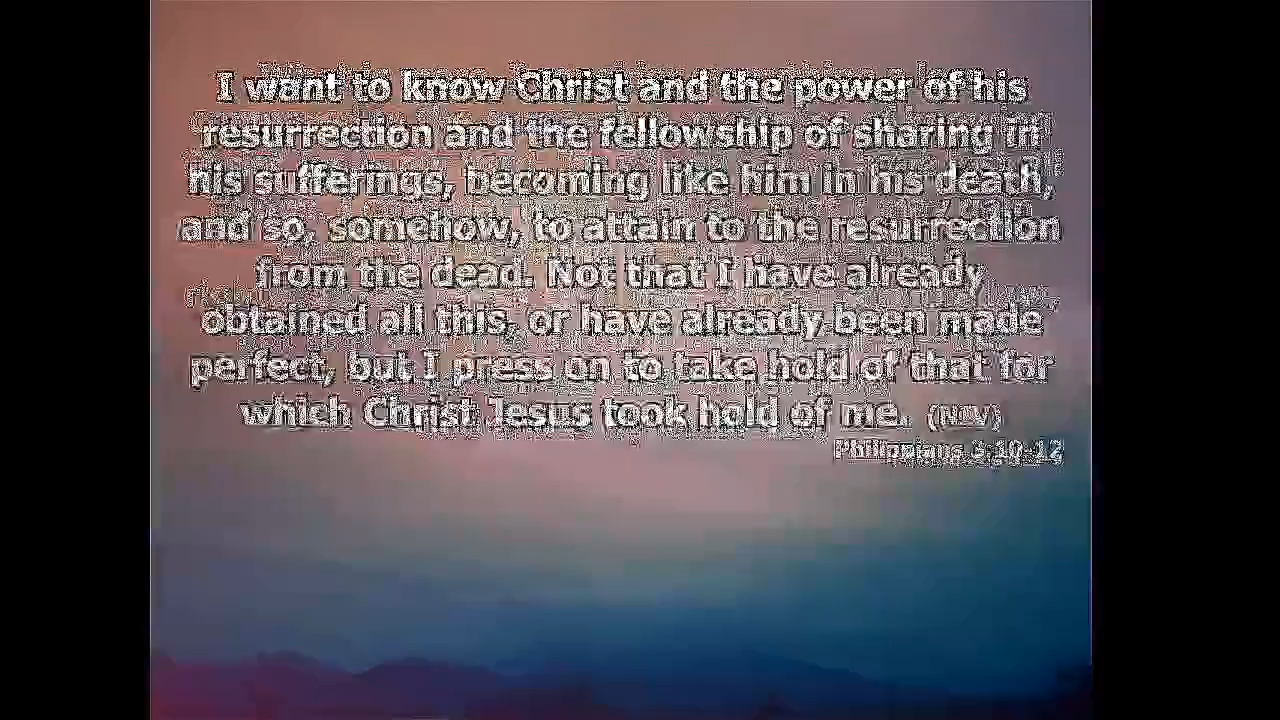 I want to know Christ and the power of his
resurrection and the fellowship of sharing in
his sufferings, becoming like him in his death,
and so, somehow, to attain to the resurrection
from the dead. Not that I have already
obtained all this, or have already been made
perfect, but I press on to take hold of that for
which Christ Jesus took hold of me. (NIV)
Philippians 3:10-12